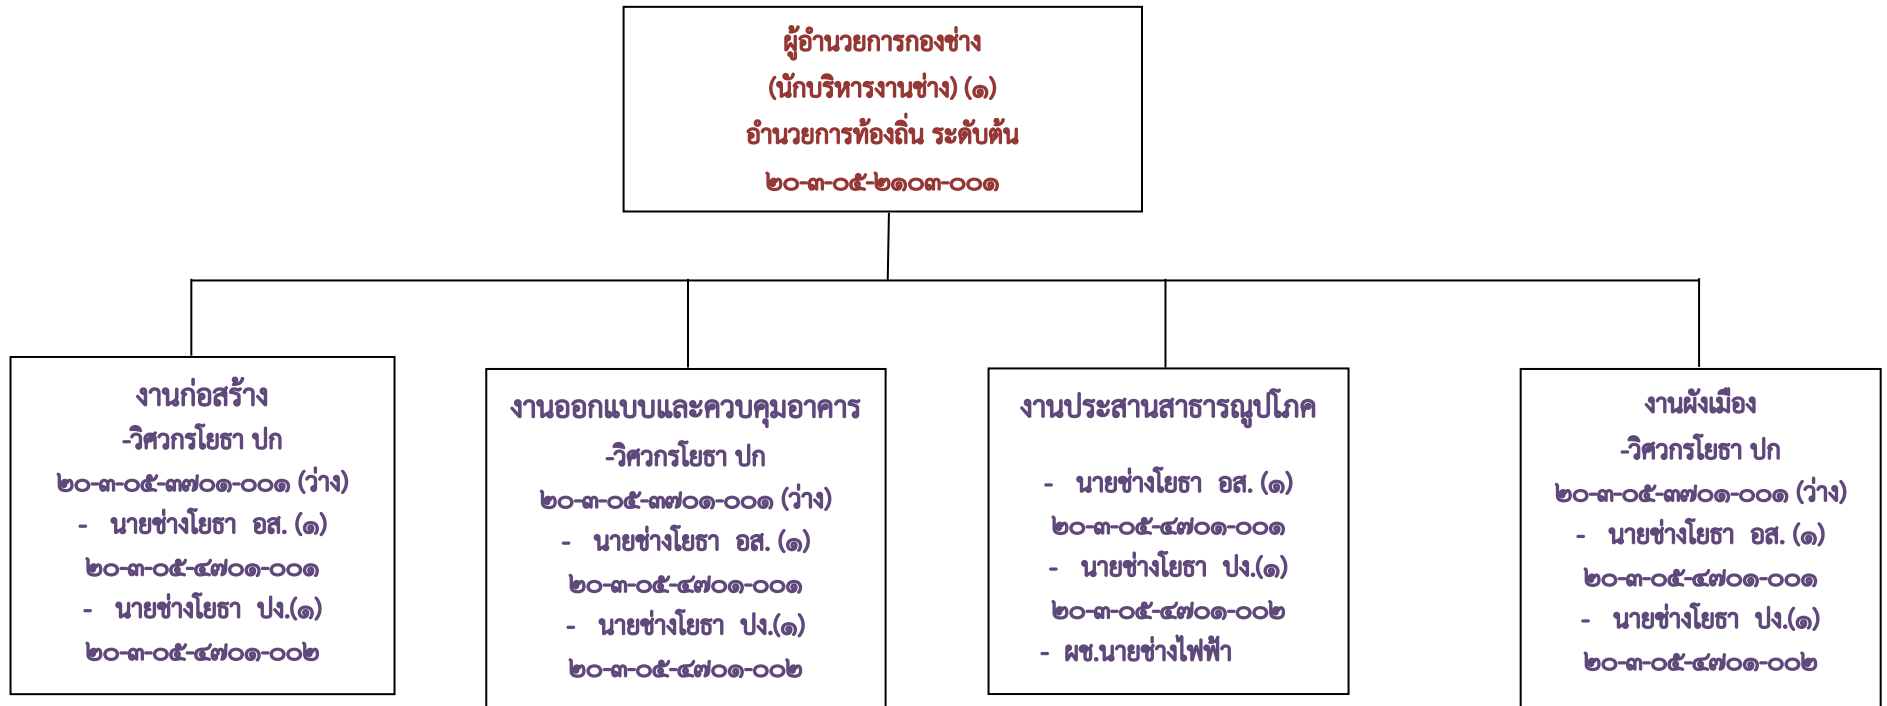 ผู้อำนวยการกองช่าง
(นักบริหารงานช่าง) (๑)
อำนวยการท้องถิ่น ระดับต้น
๒๐-๓-๐๕-๒๑๐๓-๐๐๑
งานก่อสร้าง
-วิศวกรโยธา ปก
๒๐-๓-๐๕-๓๗๐๑-๐๐๑ (ว่าง)
- นายช่างโยธา อส. (๑)
๒๐-๓-๐๕-๔๗๐๑-๐๐๑
- นายช่างโยธา ปง.(๑)
๒๐-๓-๐๕-๔๗๐๑-๐๐๒
งานออกแบบและควบคุมอาคาร
-วิศวกรโยธา ปก
๒๐-๓-๐๕-๓๗๐๑-๐๐๑ (ว่าง)
- นายช่างโยธา อส. (๑)
๒๐-๓-๐๕-๔๗๐๑-๐๐๑
- นายช่างโยธา ปง.(๑)
๒๐-๓-๐๕-๔๗๐๑-๐๐๒
งานประสานสาธารณูปโภค
- นายช่างโยธา อส. (๑)
๒๐-๓-๐๕-๔๗๐๑-๐๐๑
- นายช่างโยธา ปง.(๑)
๒๐-๓-๐๕-๔๗๐๑-๐๐๒
- ผช.นายช่างไฟฟ้า
งานผังเมือง
-วิศวกรโยธา ปก
๒๐-๓-๐๕-๓๗๐๑-๐๐๑ (ว่าง)
- นายช่างโยธา อส. (๑)
๒๐-๓-๐๕-๔๗๐๑-๐๐๑
- นายช่างโยธา ปง.(๑)
๒๐-๓-๐๕-๔๗๐๑-๐๐๒